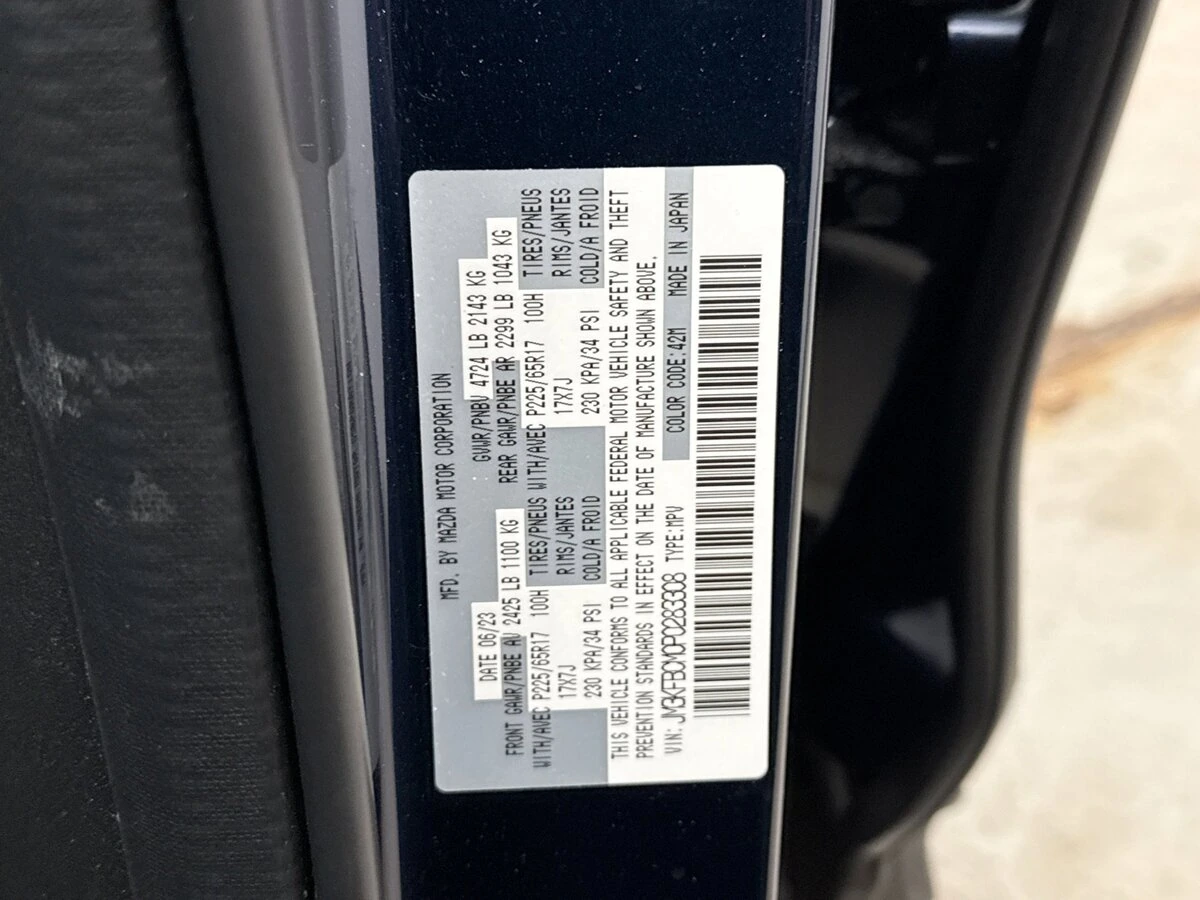 MFD. BY MAZDA MOTOR CORPORATION
DATE 06/23 GVWR/PNBV 4724 LB 2143 KG
FRONT GAWR/PNBE AV 2425 LB 1100 KG REAR GAWR/PNBE AR 2299 LB 1043 KG
WITH/AVEC P225/65R17 100H TIRES/PNEUS WITH/AVEC P225/65R17 100H TIRES/PNEUS
17X7J RIMS/JANTES 17X7J RIMS/JANTES
230 KPA/34 PSI COLD/A FROID 230 KPA/34 PSI COLD/A FROID
THIS VEHICLE CONFORMS TO ALL APPLICABLE FEDERAL MOTOR VEHICLE SAFETY AND THEFT
PREVENTION STANDARDS IN EFFECT ON THE DATE OF MANUFACTURE SHOWN ABOVE.
VIN: JM3KFBEY0P0283308 TYPE:MPV COLOR CODE:42M MADE IN JAPAN